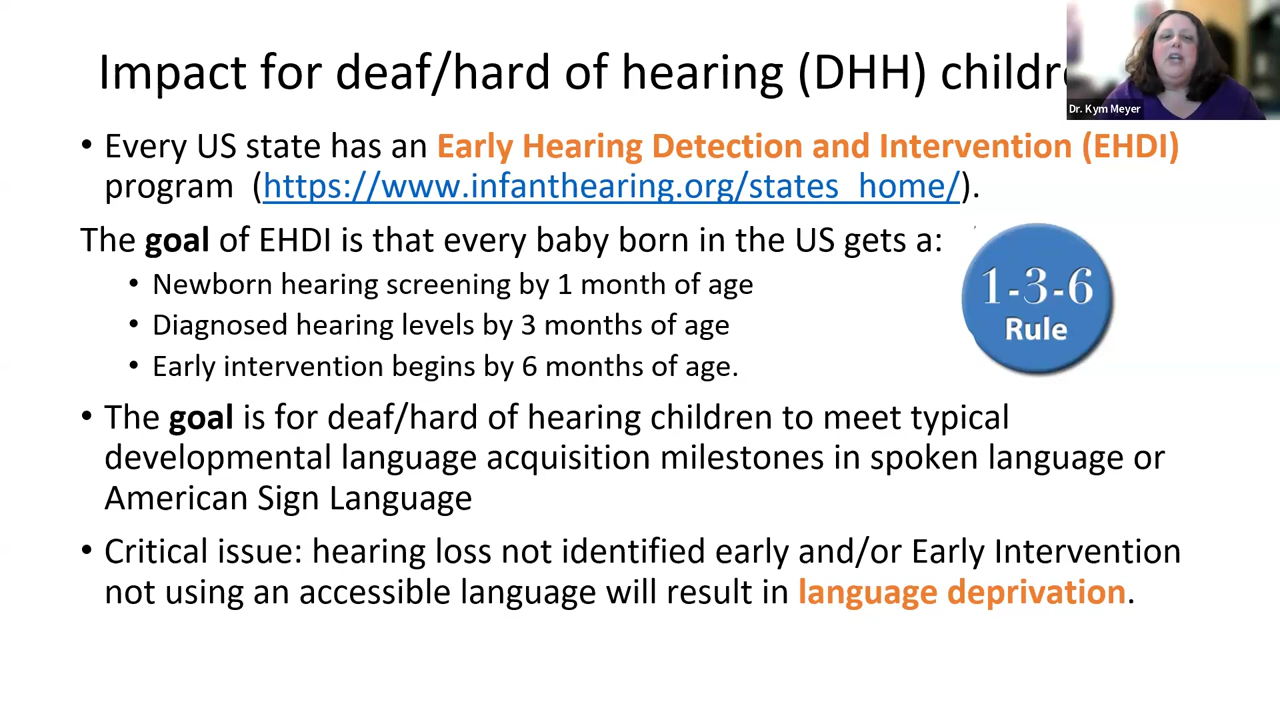 Impact for deaf/hard of hearing (DHH) childr
Dr. Kym Meyer
• Every US state has an Early Hearing Detection and Intervention (EHDI)
program (https://www.infanthearing.org/states_home/).
The goal of EHDI is that every baby born in the US gets a:
• Newborn hearing screening by 1 month of age
• Diagnosed hearing levels by 3 months of age
• Early intervention begins by 6 months of age.
1-3-6
Rule
• The goal is for deaf/hard of hearing children to meet typical
developmental language acquisition milestones in spoken language or
American Sign Language
• Critical issue: hearing loss not identified early and/or Early Intervention
not using an accessible language will result in language deprivation.